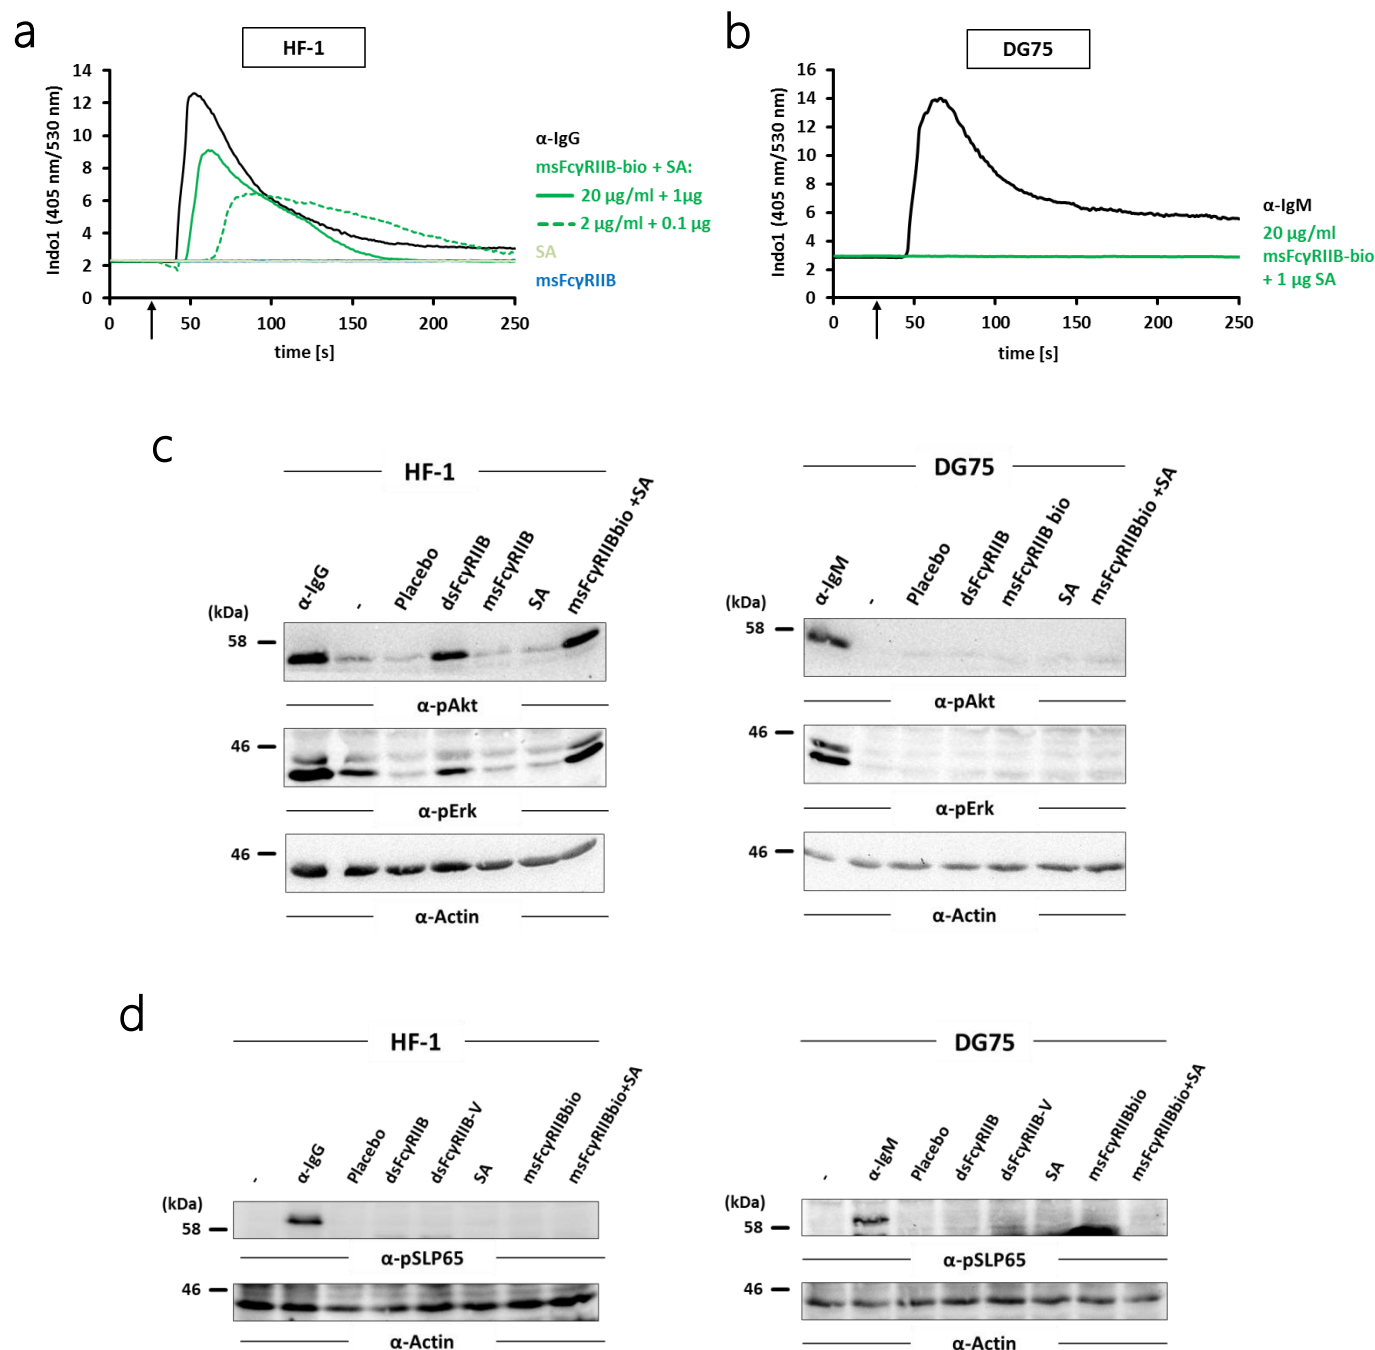 a
HF-1
14
12
10
8
6
4
2
0
Indo1 (405 nm/530 nm)
0
50
100
150
200
250
time [s]
α-IgG
msFcγRIIB-bio + SA:
20 µg/ml + 1µg
2 µg/ml + 0.1 µg
SA
msFcγRIIB
b
DG75
16
14
12
10
8
6
4
2
0
Indo1 (405 nm/530 nm)
0
50
100
150
200
250
time [s]
α-IgM
20 µg/ml
msFcγRIIB-bio
+ 1 µg SA
c
HF-1
(kDa)
α-IgG
-
Placebo
dsFcγRIIB
msFcγRIIB
SA
msFcγRIIBbio +SA
58
α-pAkt
46
α-pErk
46
α-Actin
DG75
(kDa)
α-IgM
-
Placebo
dsFcγRIIB
msFcγRIIB bio
SA
msFcγRIIBbio +SA
58
α-pAkt
46
α-pErk
46
α-Actin
d
HF-1
(kDa)
-
α-IgG
Placebo
dsFcγRIIB
dsFcγRIIB-V
SA
msFcγRIIBbio
msFcγRIIBbio+SA
58
α-pSLP65
46
α-Actin
DG75
(kDa)
-
α-IgM
Placebo
dsFcγRIIB
dsFcγRIIB-V
SA
msFcγRIIBbio
msFcγRIIBbio+SA
58
α-pSLP65
46
α-Actin